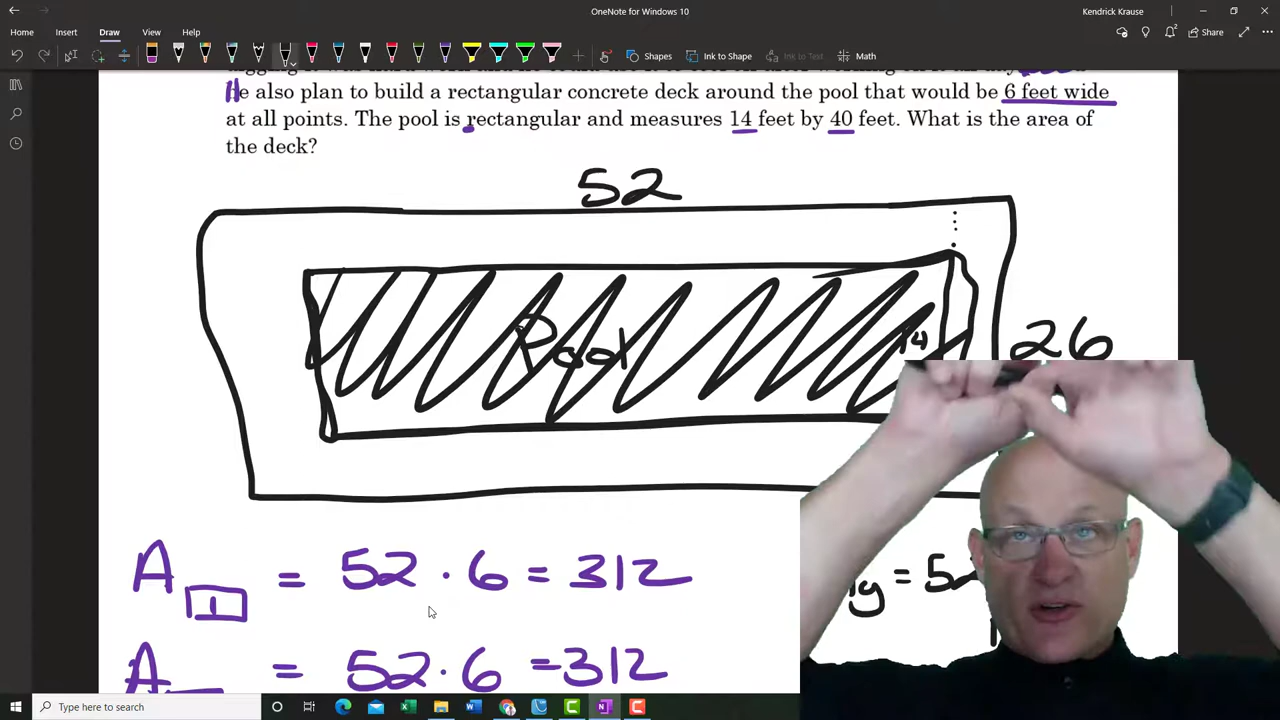 OneNote for Windows 10
Kendrick Krause
Home Insert Draw View Help Share
Shapes Ink to Shape Ink to Text Math
He also plan to build a rectangular concrete deck around the pool that would be 6 feet wide
at all points. The pool is rectangular and measures 14 feet by 40 feet. What is the area of
the deck?
52
Pool 14
26
A 1 = 52 · 6 = 312
A = 52 · 6 = 312
Type here to search